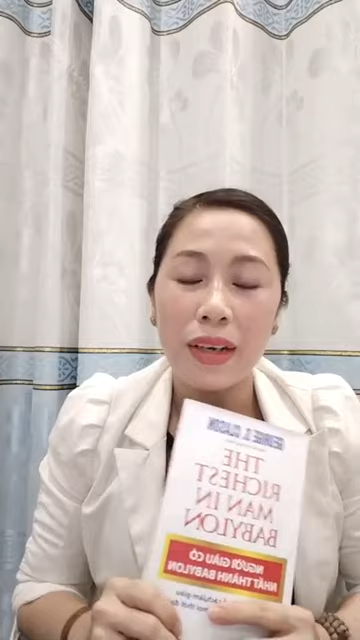 GEORGE S. CLASON
THE
RICHEST
MAN IN
BABYLON
NGƯỜI GIÀU CÓ
NHẤT THÀNH BABYLON